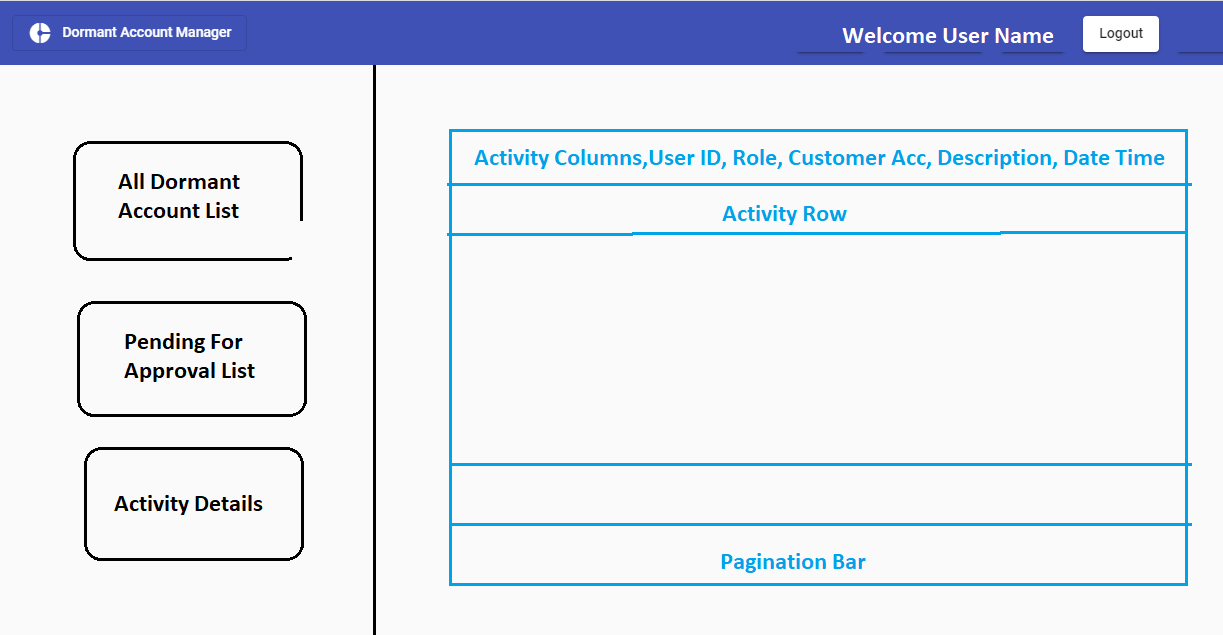 Dormant Account Manager
Welcome User Name
Logout
All Dormant
Account List
Pending For
Approval List
Activity Details
Activity Columns,User ID, Role, Customer Acc, Description, Date Time
Activity Row
Pagination Bar